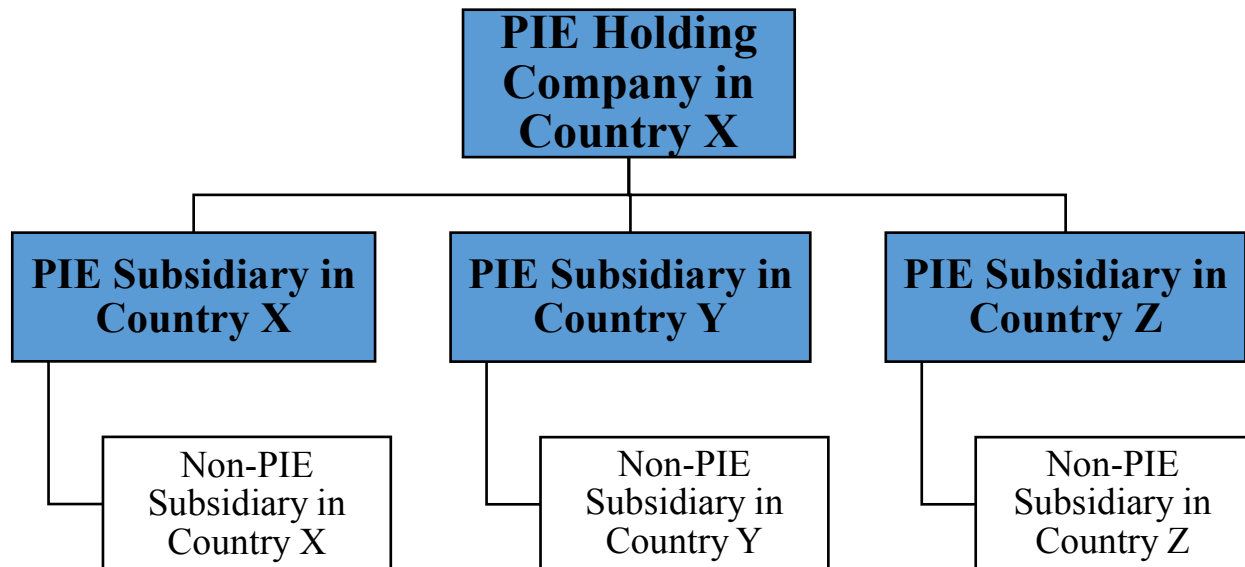 PIE Holding
Company in
Country X
PIE Subsidiary in
Country X
PIE Subsidiary in
Country Y
PIE Subsidiary in
Country Z
Non-PIE
Subsidiary in
Country X
Non-PIE
Subsidiary in
Country Y
Non-PIE
Subsidiary in
Country Z